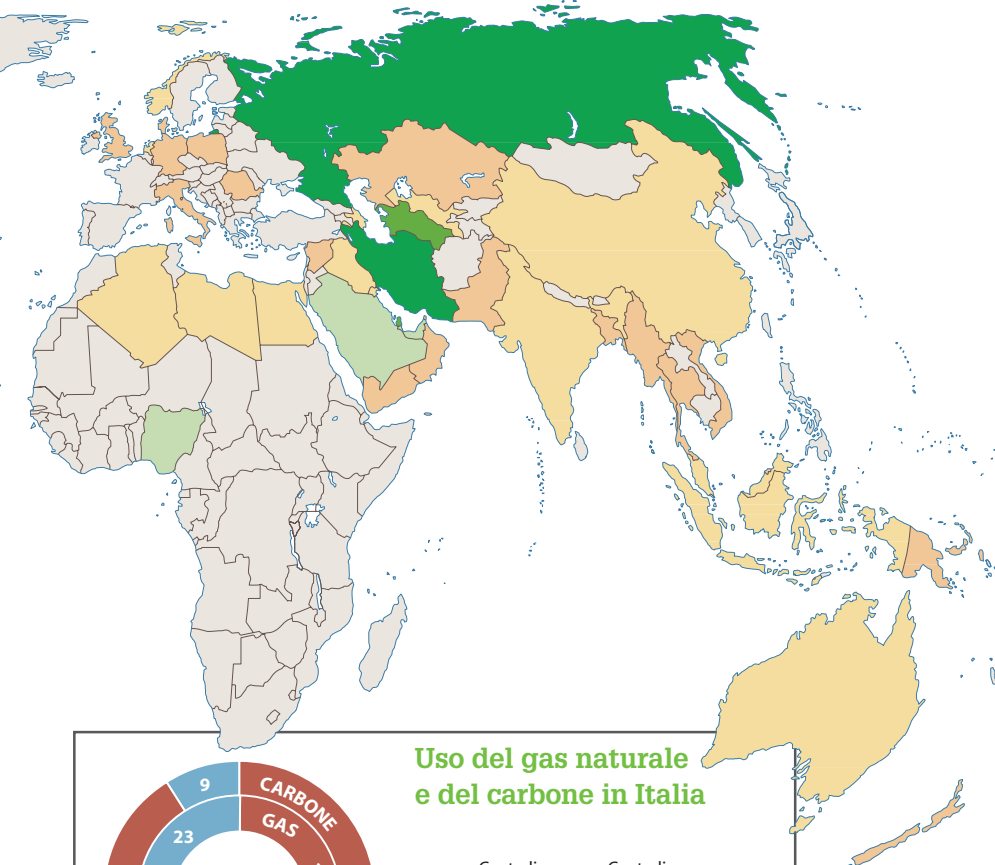 Uso del gas naturale
e del carbone in Italia
9
CARBONE
GAS
23